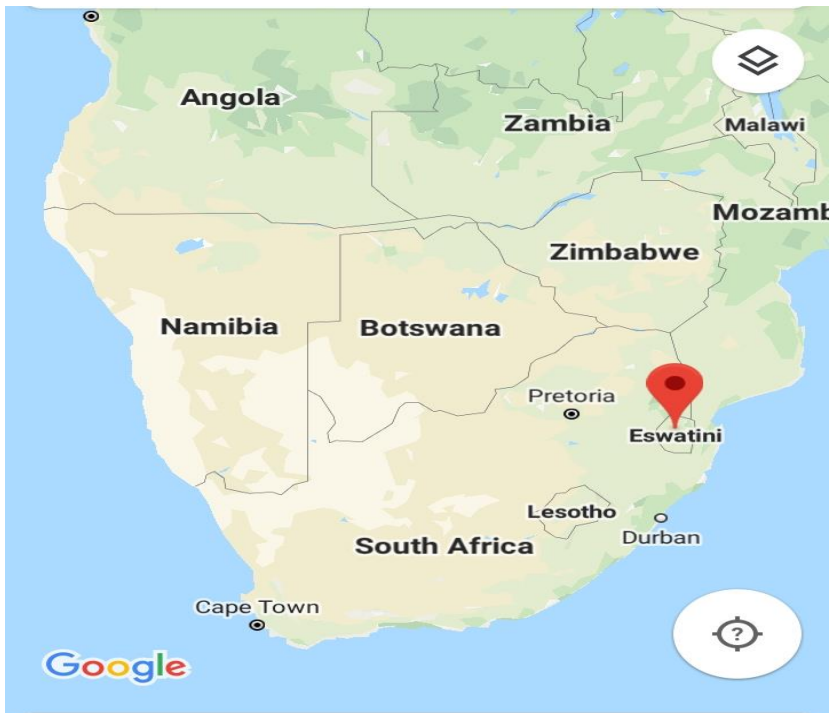 Angola
Zambia
Malawi
Mozamb
Zimbabwe
Namibia
Botswana
Pretoria
Eswatini
Lesotho
Durban
South Africa
Cape Town
?
Google